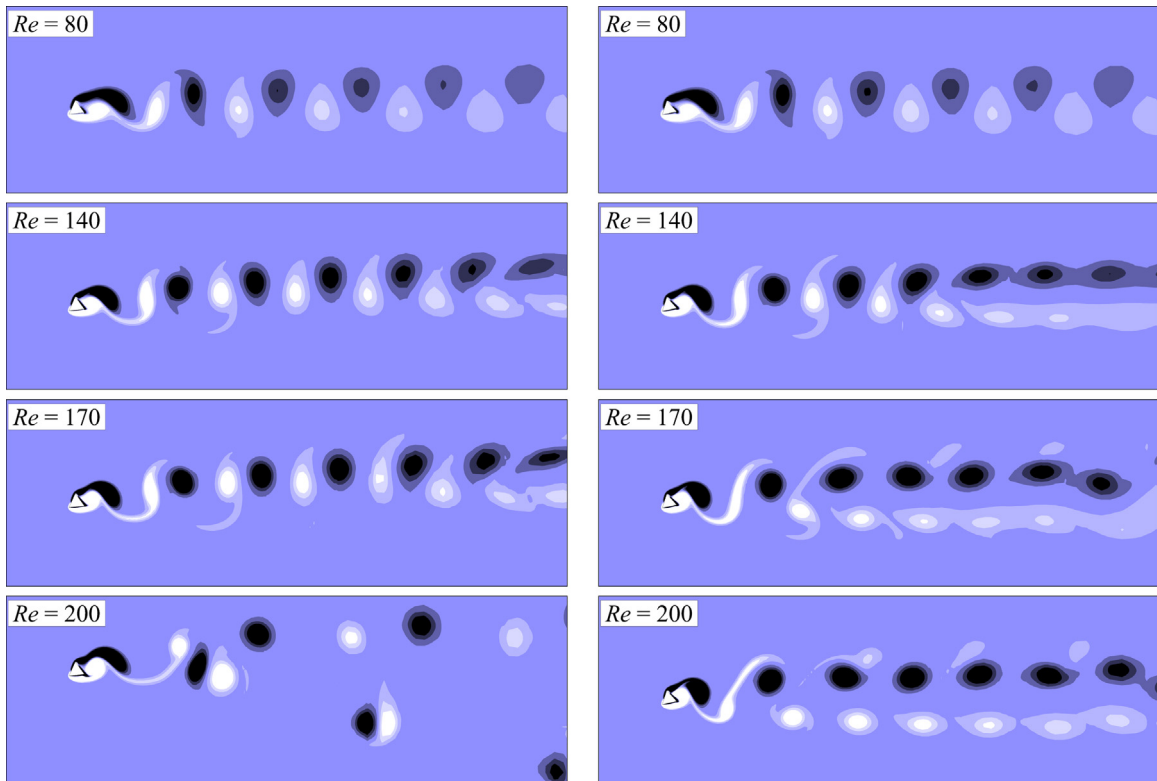 Re = 80
Re = 80
Re = 140
Re = 140
Re = 170
Re = 170
Re = 200
Re = 200